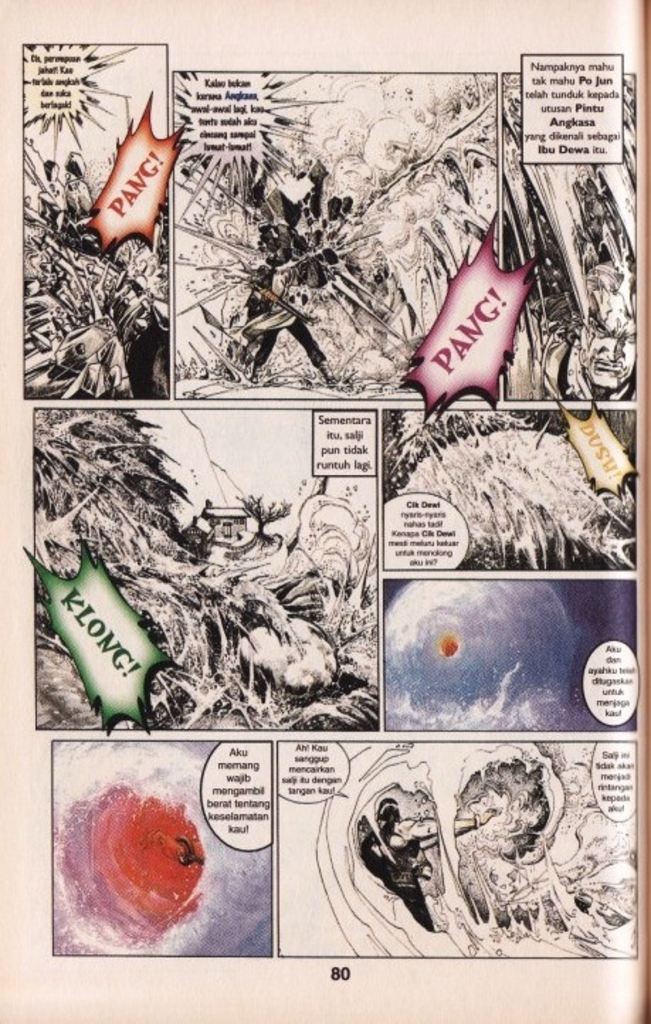 Cis, perempuan
jahat! Kau
terlalu angkuh
dan suka
berlagak!
PANG!
Kalau bukan
kerana Angkasa,
awal-awal lagi, kau
tentu sudah aku
cincang sampai
lumat-lumat!
PANG!
Nampaknya mahu
tak mahu Po Jun
telah tunduk kepada
utusan Pintu
Angkasa
yang dikenali sebagai
Ibu Dewa itu.
Sementara
itu, salji
pun tidak
runtuh lagi.
KLONG!
DUSH!
Cik Dewi
nyaris-nyaris
nahas tadi!
Kenapa Cik Dewi
mesti meluru keluar
untuk menolong
aku ini?
Aku
dan
ayahku telah
ditugaskan
untuk
menjaga
kau!
Aku
memang
wajib
mengambil
berat tentang
keselamatan
kau!
Ah! Kau
sanggup
mencairkan
salji itu dengan
tangan kau!
Salji ini
tidak akan
menjadi
rintangan
kepada
aku!
80